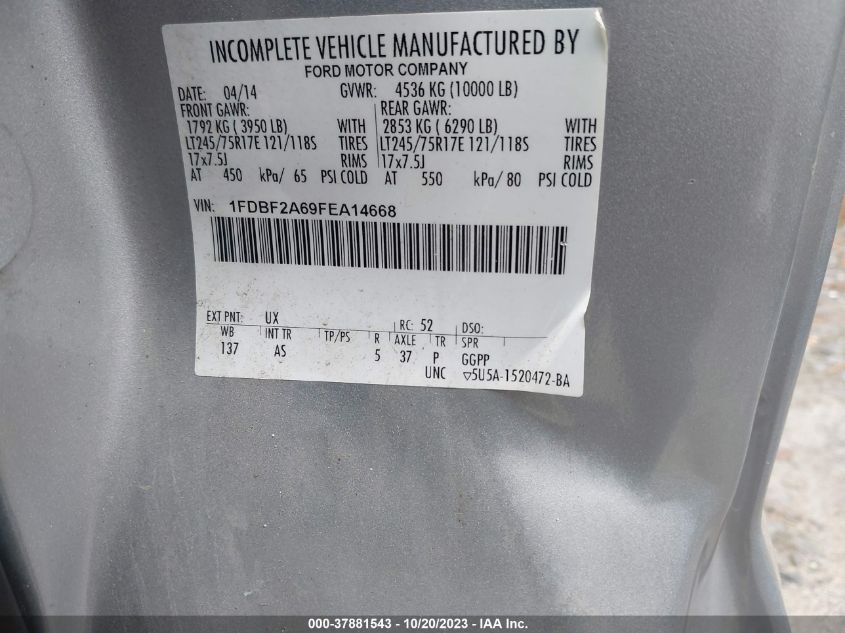 INCOMPLETE VEHICLE MANUFACTURED BY
FORD MOTOR COMPANY
DATE: 04/14 GVWR: 4536 KG (10000 LB)
FRONT GAWR: REAR GAWR:
1792 KG ( 3950 LB) WITH 2853 KG ( 6290 LB) WITH
LT245/75R17E 121/118S TIRES LT245/75R17E 121/118S TIRES
17x7.5J RIMS 17x7.5J RIMS
AT 450 kPa/ 65 PSI COLD AT 550 kPa/ 80 PSI COLD
VIN: 1FDBF2A69FEA14668
EXT PNT: UX RC: 52 DSO:
WB INT TR TP/PS R AXLE TR SPR
137 AS 5 37 P GGPP
UNC ▽5U5A-1520472-BA
000-37881543 - 10/20/2023 - IAA Inc.